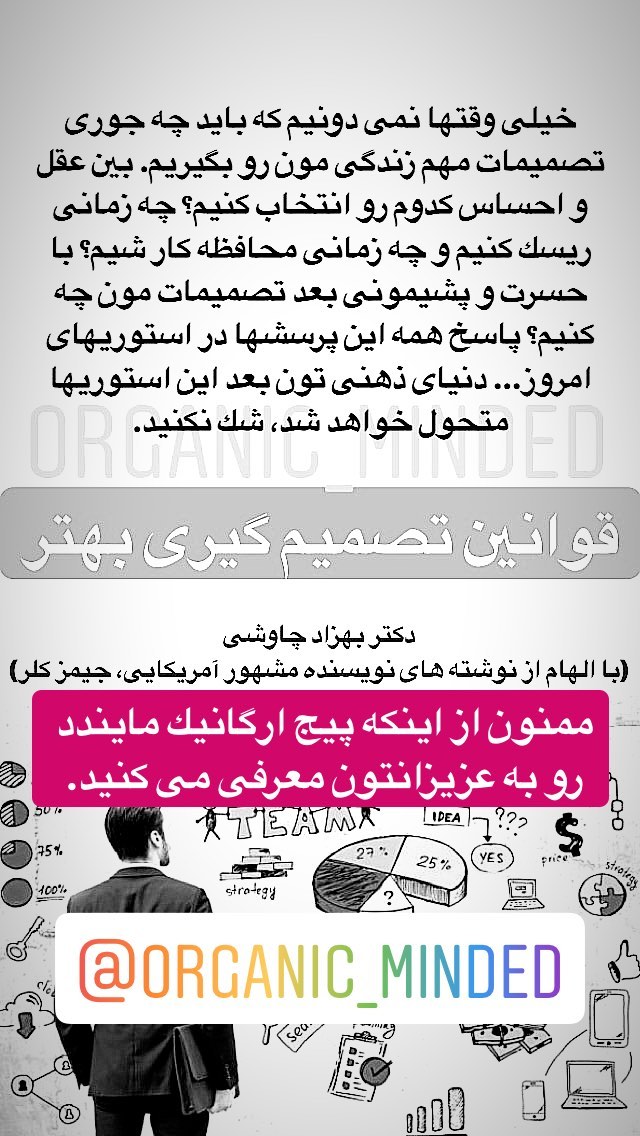 خیلی وقتها نمی دونیم که باید چه جوری
تصمیمات مهم زندگی مون رو بگیریم. بین عقل
و احساس کدوم رو انتخاب کنیم؟ چه زمانی
ریسك کنیم و چه زمانی محافظه کار شیم؟ با
حسرت و پشیمونی بعد تصمیمات مون چه
کنیم؟ پاسخ همه این پرسشها در استوریهای
امروز... دنیای ذهنی تون بعد این استوریها
متحول خواهد شد، شك نکنید.
ORGANIC_MINDED
قوانین تصمیم گیری بهتر
دکتر بهزاد چاوشی
(با الهام از نوشته های نویسنده مشهور آمریکایی، جیمز کلر)
ممنون از اینکه پیج ارگانیك مایندد
رو به عزیزانتون معرفی می کنید.
TEAM
IDEA
???
50%
27%
25%
YES
price
75%
strategy
?
strategy
100%
@ORGANIC_MINDED
ORGANIC_MINDED